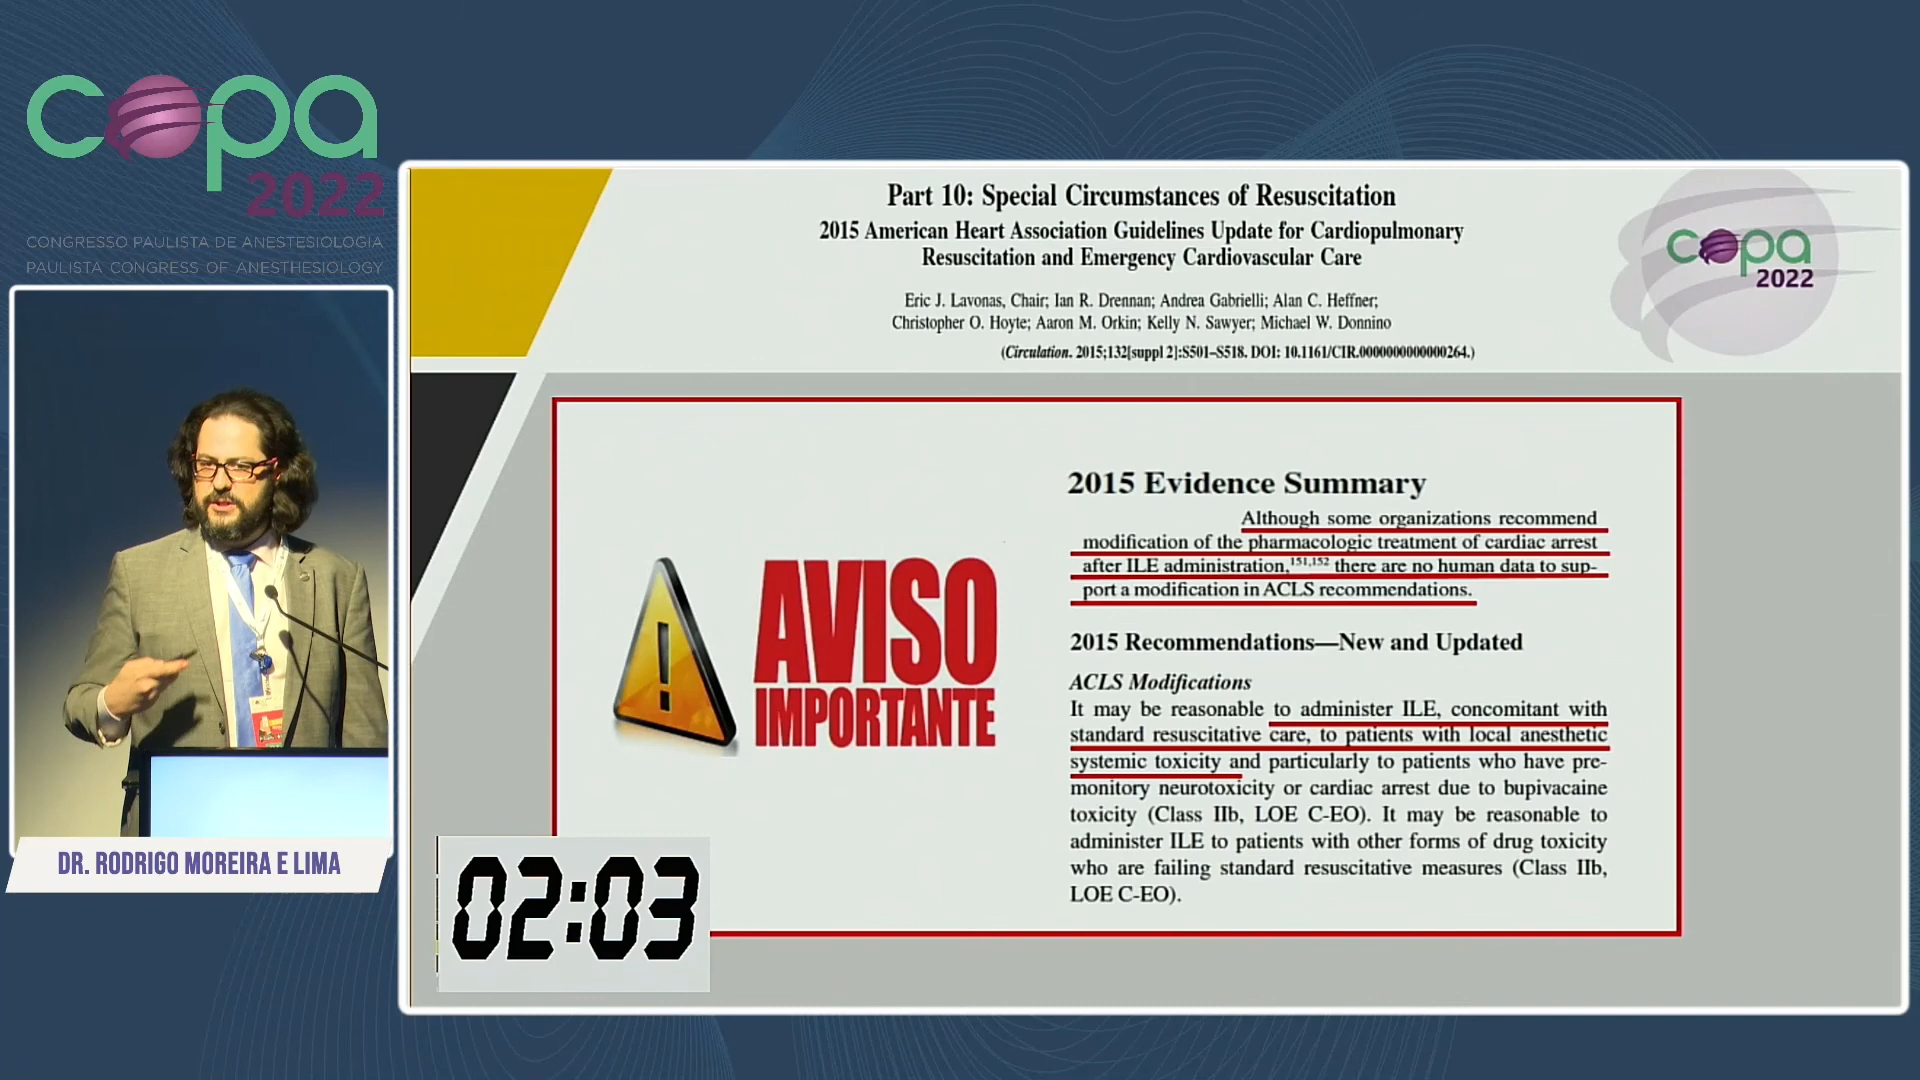 copa
2022
CONGRESSO PAULISTA DE ANESTESIOLOGIA
PAULISTA CONGRESS OF ANESTHESIOLOGY
DR. RODRIGO MOREIRA E LIMA
Part 10: Special Circumstances of Resuscitation
2015 American Heart Association Guidelines Update for Cardiopulmonary
Resuscitation and Emergency Cardiovascular Care
Eric J. Lavonas, Chair; Ian R. Drennan; Andrea Gabrielli; Alan C. Heffner;
Christopher O. Hoyte; Aaron M. Orkin; Kelly N. Sawyer; Michael W. Donnino
(Circulation. 2015;132[suppl 2]:S501–S518. DOI: 10.1161/CIR.0000000000000264.)
copa
2022
AVISO
IMPORTANTE
2015 Evidence Summary
Although some organizations recommend
modification of the pharmacologic treatment of cardiac arrest
after ILE administration,151,152 there are no human data to sup-
port a modification in ACLS recommendations.
2015 Recommendations—New and Updated
ACLS Modifications
It may be reasonable to administer ILE, concomitant with
standard resuscitative care, to patients with local anesthetic
systemic toxicity and particularly to patients who have pre-
monitory neurotoxicity or cardiac arrest due to bupivacaine
toxicity (Class IIb, LOE C-EO). It may be reasonable to
administer ILE to patients with other forms of drug toxicity
who are failing standard resuscitative measures (Class IIb,
LOE C-EO).
02:03